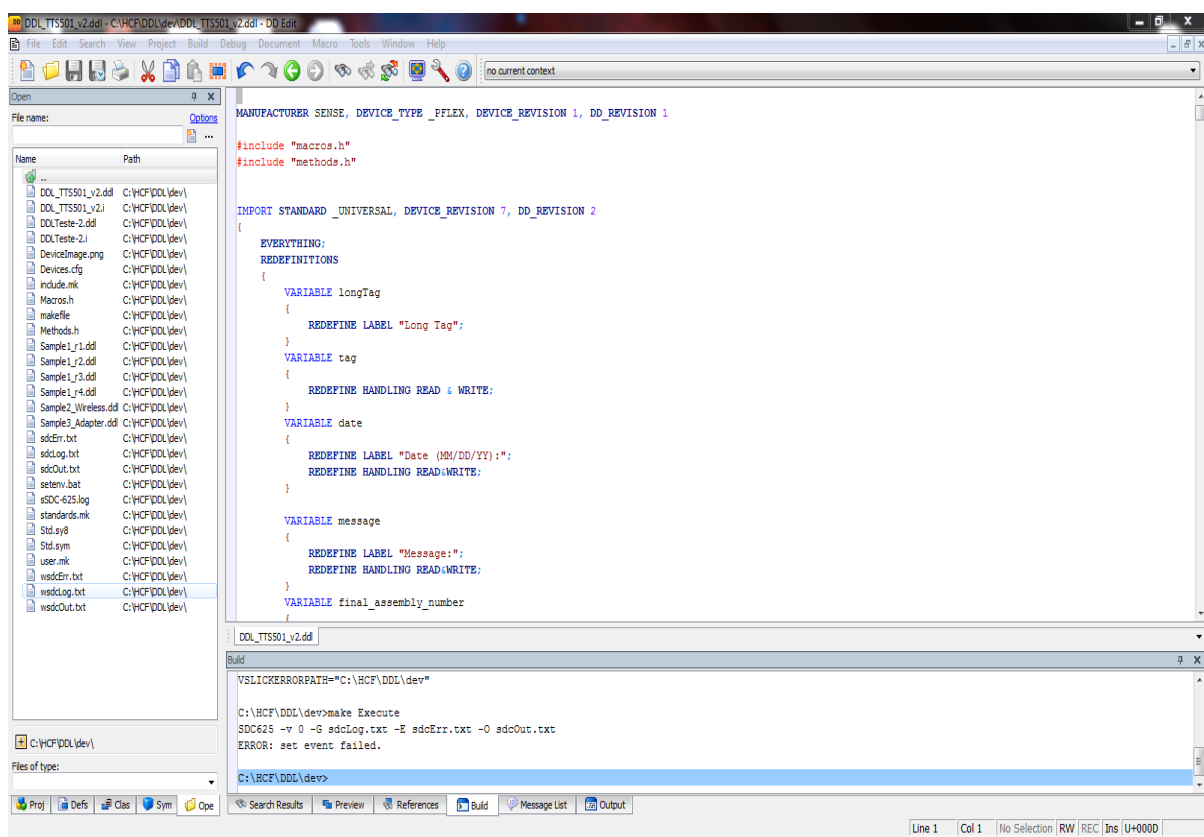 DDL_TTS501_v2.ddl - C:\HCF\DDL\dev\DDL_TTS501_v2.ddl - DD Edit
File Edit Search View Project Build Debug Document Macro Tools Window Help
no current context
Open
File name: Options
...
Name Path
..
DDL_TTS501_v2.ddl C:\HCF\DDL\dev\
DDL_TTS501_v2.i C:\HCF\DDL\dev\
DDLTeste-2.ddl C:\HCF\DDL\dev\
DDLTeste-2.i C:\HCF\DDL\dev\
DeviceImage.png C:\HCF\DDL\dev\
Devices.cfg C:\HCF\DDL\dev\
include.mk C:\HCF\DDL\dev\
Macros.h C:\HCF\DDL\dev\
makefile C:\HCF\DDL\dev\
Methods.h C:\HCF\DDL\dev\
Sample1_r1.ddl C:\HCF\DDL\dev\
Sample1_r2.ddl C:\HCF\DDL\dev\
Sample1_r3.ddl C:\HCF\DDL\dev\
Sample1_r4.ddl C:\HCF\DDL\dev\
Sample2_Wireless.ddl C:\HCF\DDL\dev\
Sample3_Adapter.ddl C:\HCF\DDL\dev\
sdcErr.txt C:\HCF\DDL\dev\
sdcLog.txt C:\HCF\DDL\dev\
sdcOut.txt C:\HCF\DDL\dev\
setenv.bat C:\HCF\DDL\dev\
sSDC-625.log C:\HCF\DDL\dev\
standards.mk C:\HCF\DDL\dev\
Std.sy8 C:\HCF\DDL\dev\
Std.sym C:\HCF\DDL\dev\
user.mk C:\HCF\DDL\dev\
wsdcErr.txt C:\HCF\DDL\dev\
wsdcLog.txt C:\HCF\DDL\dev\
wsdcOut.txt C:\HCF\DDL\dev\
C:\HCF\DDL\dev\
Files of type:
Proj Defs Clas Sym Ope
MANUFACTURER SENSE, DEVICE_TYPE _PFLEX, DEVICE_REVISION 1, DD_REVISION 1
#include "macros.h"
#include "methods.h"
IMPORT STANDARD _UNIVERSAL, DEVICE_REVISION 7, DD_REVISION 2
{
EVERYTHING;
REDEFINITIONS
{
VARIABLE longTag
{
REDEFINE LABEL "Long Tag";
}
VARIABLE tag
{
REDEFINE HANDLING READ & WRITE;
}
VARIABLE date
{
REDEFINE LABEL "Date (MM/DD/YY):";
REDEFINE HANDLING READ&WRITE;
}
VARIABLE message
{
REDEFINE LABEL "Message:";
REDEFINE HANDLING READ&WRITE;
}
VARIABLE final_assembly_number
{
DDL_TTS501_v2.ddl
Build
VSLICKERRORPATH="C:\HCF\DDL\dev"
C:\HCF\DDL\dev>make Execute
SDC625 -v 0 -G sdcLog.txt -E sdcErr.txt -O sdcOut.txt
ERROR: set event failed.
C:\HCF\DDL\dev>
Search Results Preview References Build Message List Output
Line 1 Col 1 No Selection RW REC Ins U+000D